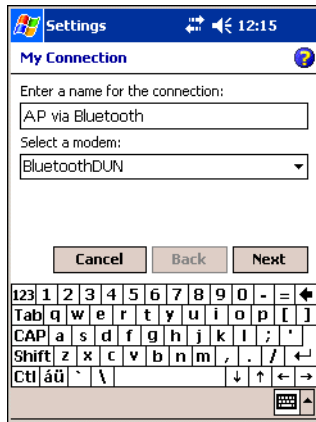 Settings 12:15
My Connection
Enter a name for the connection:
AP via Bluetooth
Select a modem:
BluetoothDUN
Cancel Back Next
123 1 2 3 4 5 6 7 8 9 0 - =
Tab q w e r t y u i o p [ ]
CAP a s d f g h j k l ; '
Shift z x c v b n m , . /
Ctl áü ` \